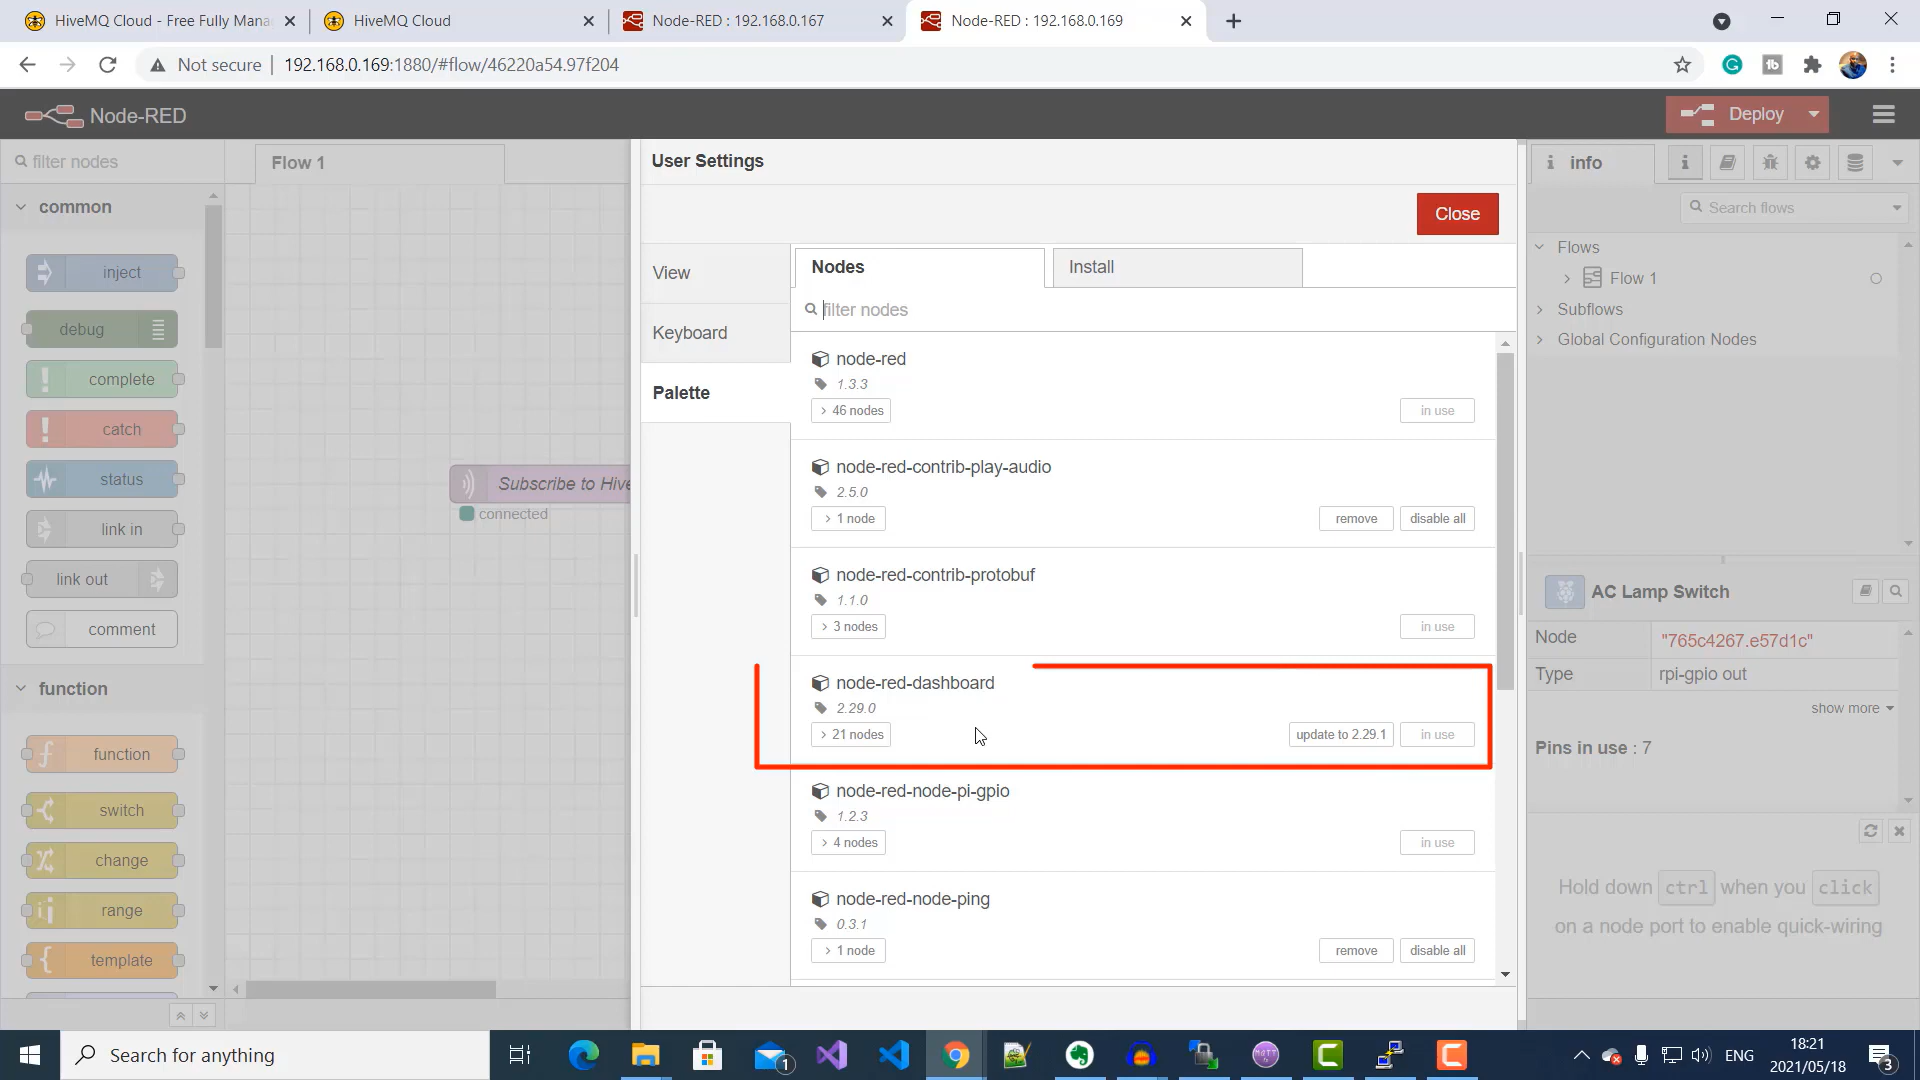 HiveMQ Cloud - Free Fully Mana
HiveMQ Cloud
Node-RED : 192.168.0.167
Node-RED : 192.168.0.169
Not secure
192.168.0.169:1880/#flow/46220a54.97f204
Node-RED
Deploy
filter nodes
Flow 1
User Settings
info
Close
Search flows
common
inject
debug
complete
catch
status
link in
link out
comment
function
function
switch
change
range
template
Subscribe to Hive
connected
View
Keyboard
Palette
Nodes
Install
filter nodes
node-red
1.3.3
46 nodes
in use
node-red-contrib-play-audio
2.5.0
1 node
remove
disable all
node-red-contrib-protobuf
1.1.0
3 nodes
in use
node-red-dashboard
2.29.0
21 nodes
update to 2.29.1
in use
node-red-node-pi-gpio
1.2.3
4 nodes
in use
node-red-node-ping
0.3.1
1 node
remove
disable all
Flows
Flow 1
Subflows
Global Configuration Nodes
AC Lamp Switch
Node
"765c4267.e57d1c"
Type
rpi-gpio out
show more
Pins in use : 7
Hold down ctrl when you click
on a node port to enable quick-wiring
Search for anything
1
ENG
18:21
2021/05/18
3